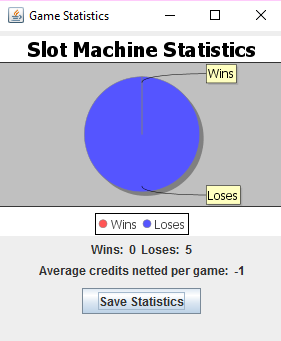 Game Statistics
Slot Machine Statistics
Wins
Loses
Wins Loses
Wins: 0 Loses: 5
Average credits netted per game: -1
Save Statistics